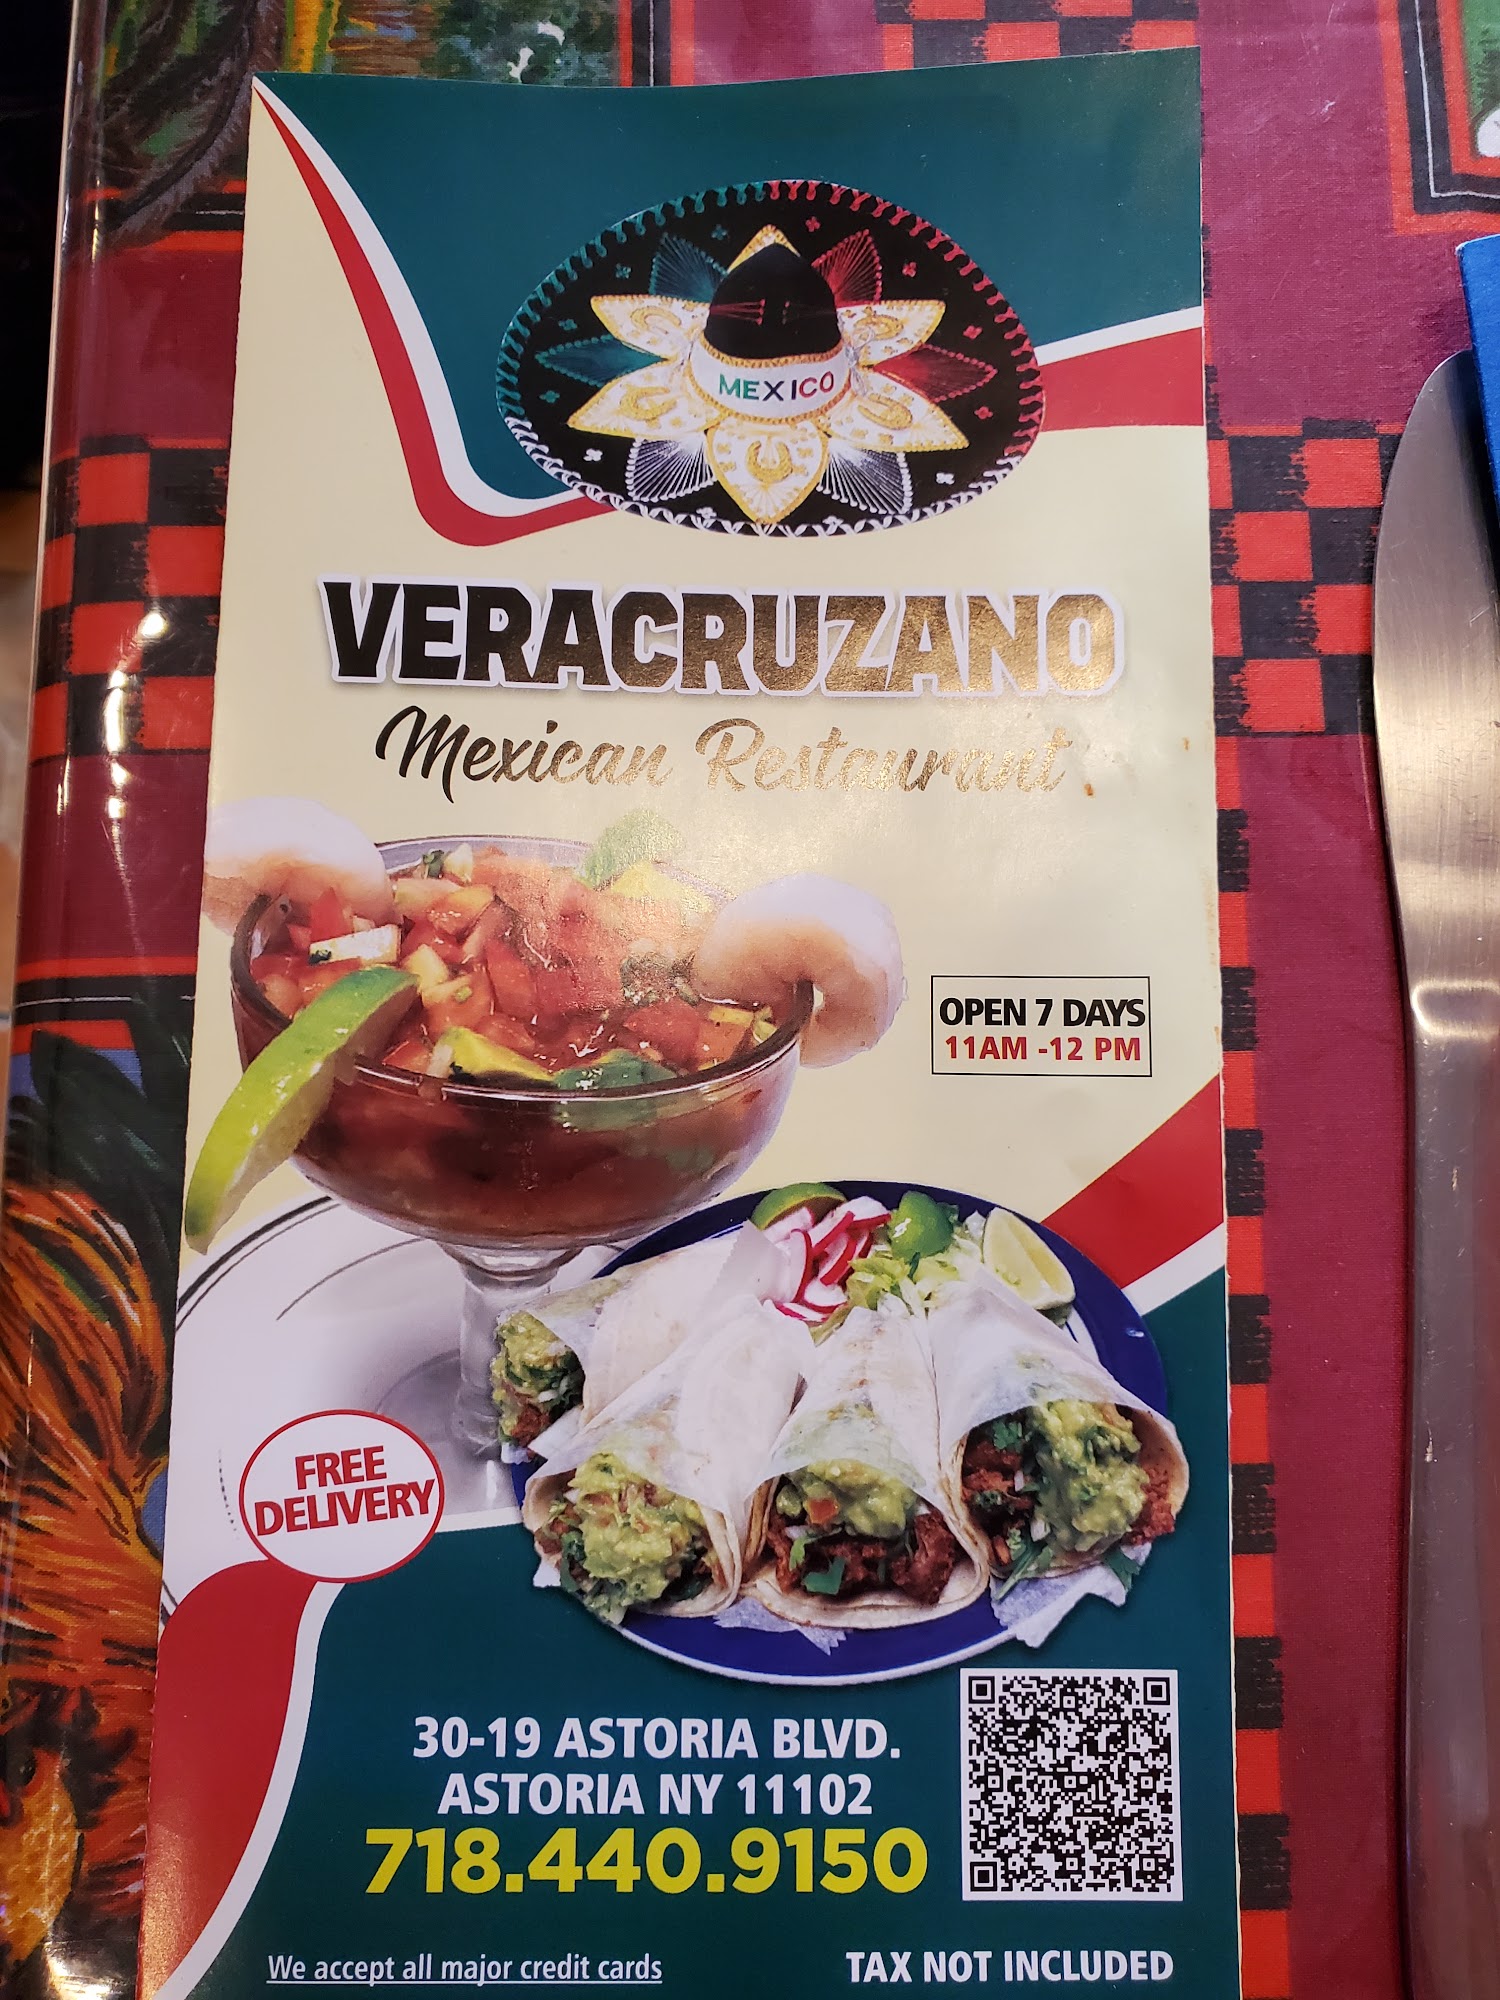 MEXICO
VERACRUZANO
Mexican Restaurant
OPEN 7 DAYS
11AM -12 PM
FREE
DELIVERY
30-19 ASTORIA BLVD.
ASTORIA NY 11102
718.440.9150
We accept all major credit cards
TAX NOT INCLUDED